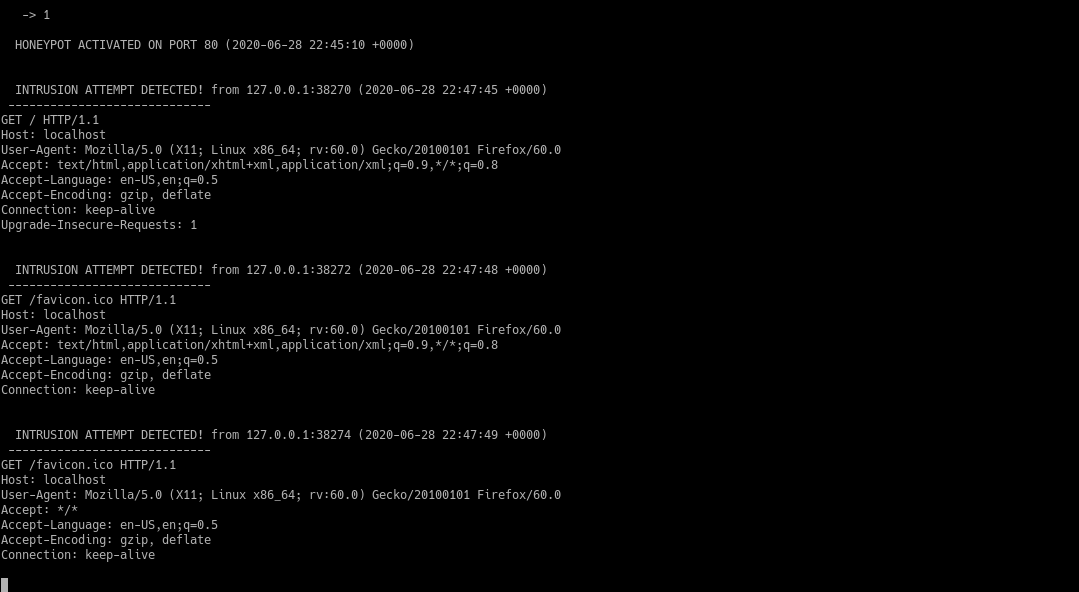 -> 1
HONEYPOT ACTIVATED ON PORT 80 (2020-06-28 22:45:10 +0000)
INTRUSION ATTEMPT DETECTED! from 127.0.0.1:38270 (2020-06-28 22:47:45 +0000)
-----------------------------
GET / HTTP/1.1
Host: localhost
User-Agent: Mozilla/5.0 (X11; Linux x86_64; rv:60.0) Gecko/20100101 Firefox/60.0
Accept: text/html,application/xhtml+xml,application/xml;q=0.9,*/*;q=0.8
Accept-Language: en-US,en;q=0.5
Accept-Encoding: gzip, deflate
Connection: keep-alive
Upgrade-Insecure-Requests: 1
INTRUSION ATTEMPT DETECTED! from 127.0.0.1:38272 (2020-06-28 22:47:48 +0000)
-----------------------------
GET /favicon.ico HTTP/1.1
Host: localhost
User-Agent: Mozilla/5.0 (X11; Linux x86_64; rv:60.0) Gecko/20100101 Firefox/60.0
Accept: text/html,application/xhtml+xml,application/xml;q=0.9,*/*;q=0.8
Accept-Language: en-US,en;q=0.5
Accept-Encoding: gzip, deflate
Connection: keep-alive
INTRUSION ATTEMPT DETECTED! from 127.0.0.1:38274 (2020-06-28 22:47:49 +0000)
-----------------------------
GET /favicon.ico HTTP/1.1
Host: localhost
User-Agent: Mozilla/5.0 (X11; Linux x86_64; rv:60.0) Gecko/20100101 Firefox/60.0
Accept: */*
Accept-Language: en-US,en;q=0.5
Accept-Encoding: gzip, deflate
Connection: keep-alive